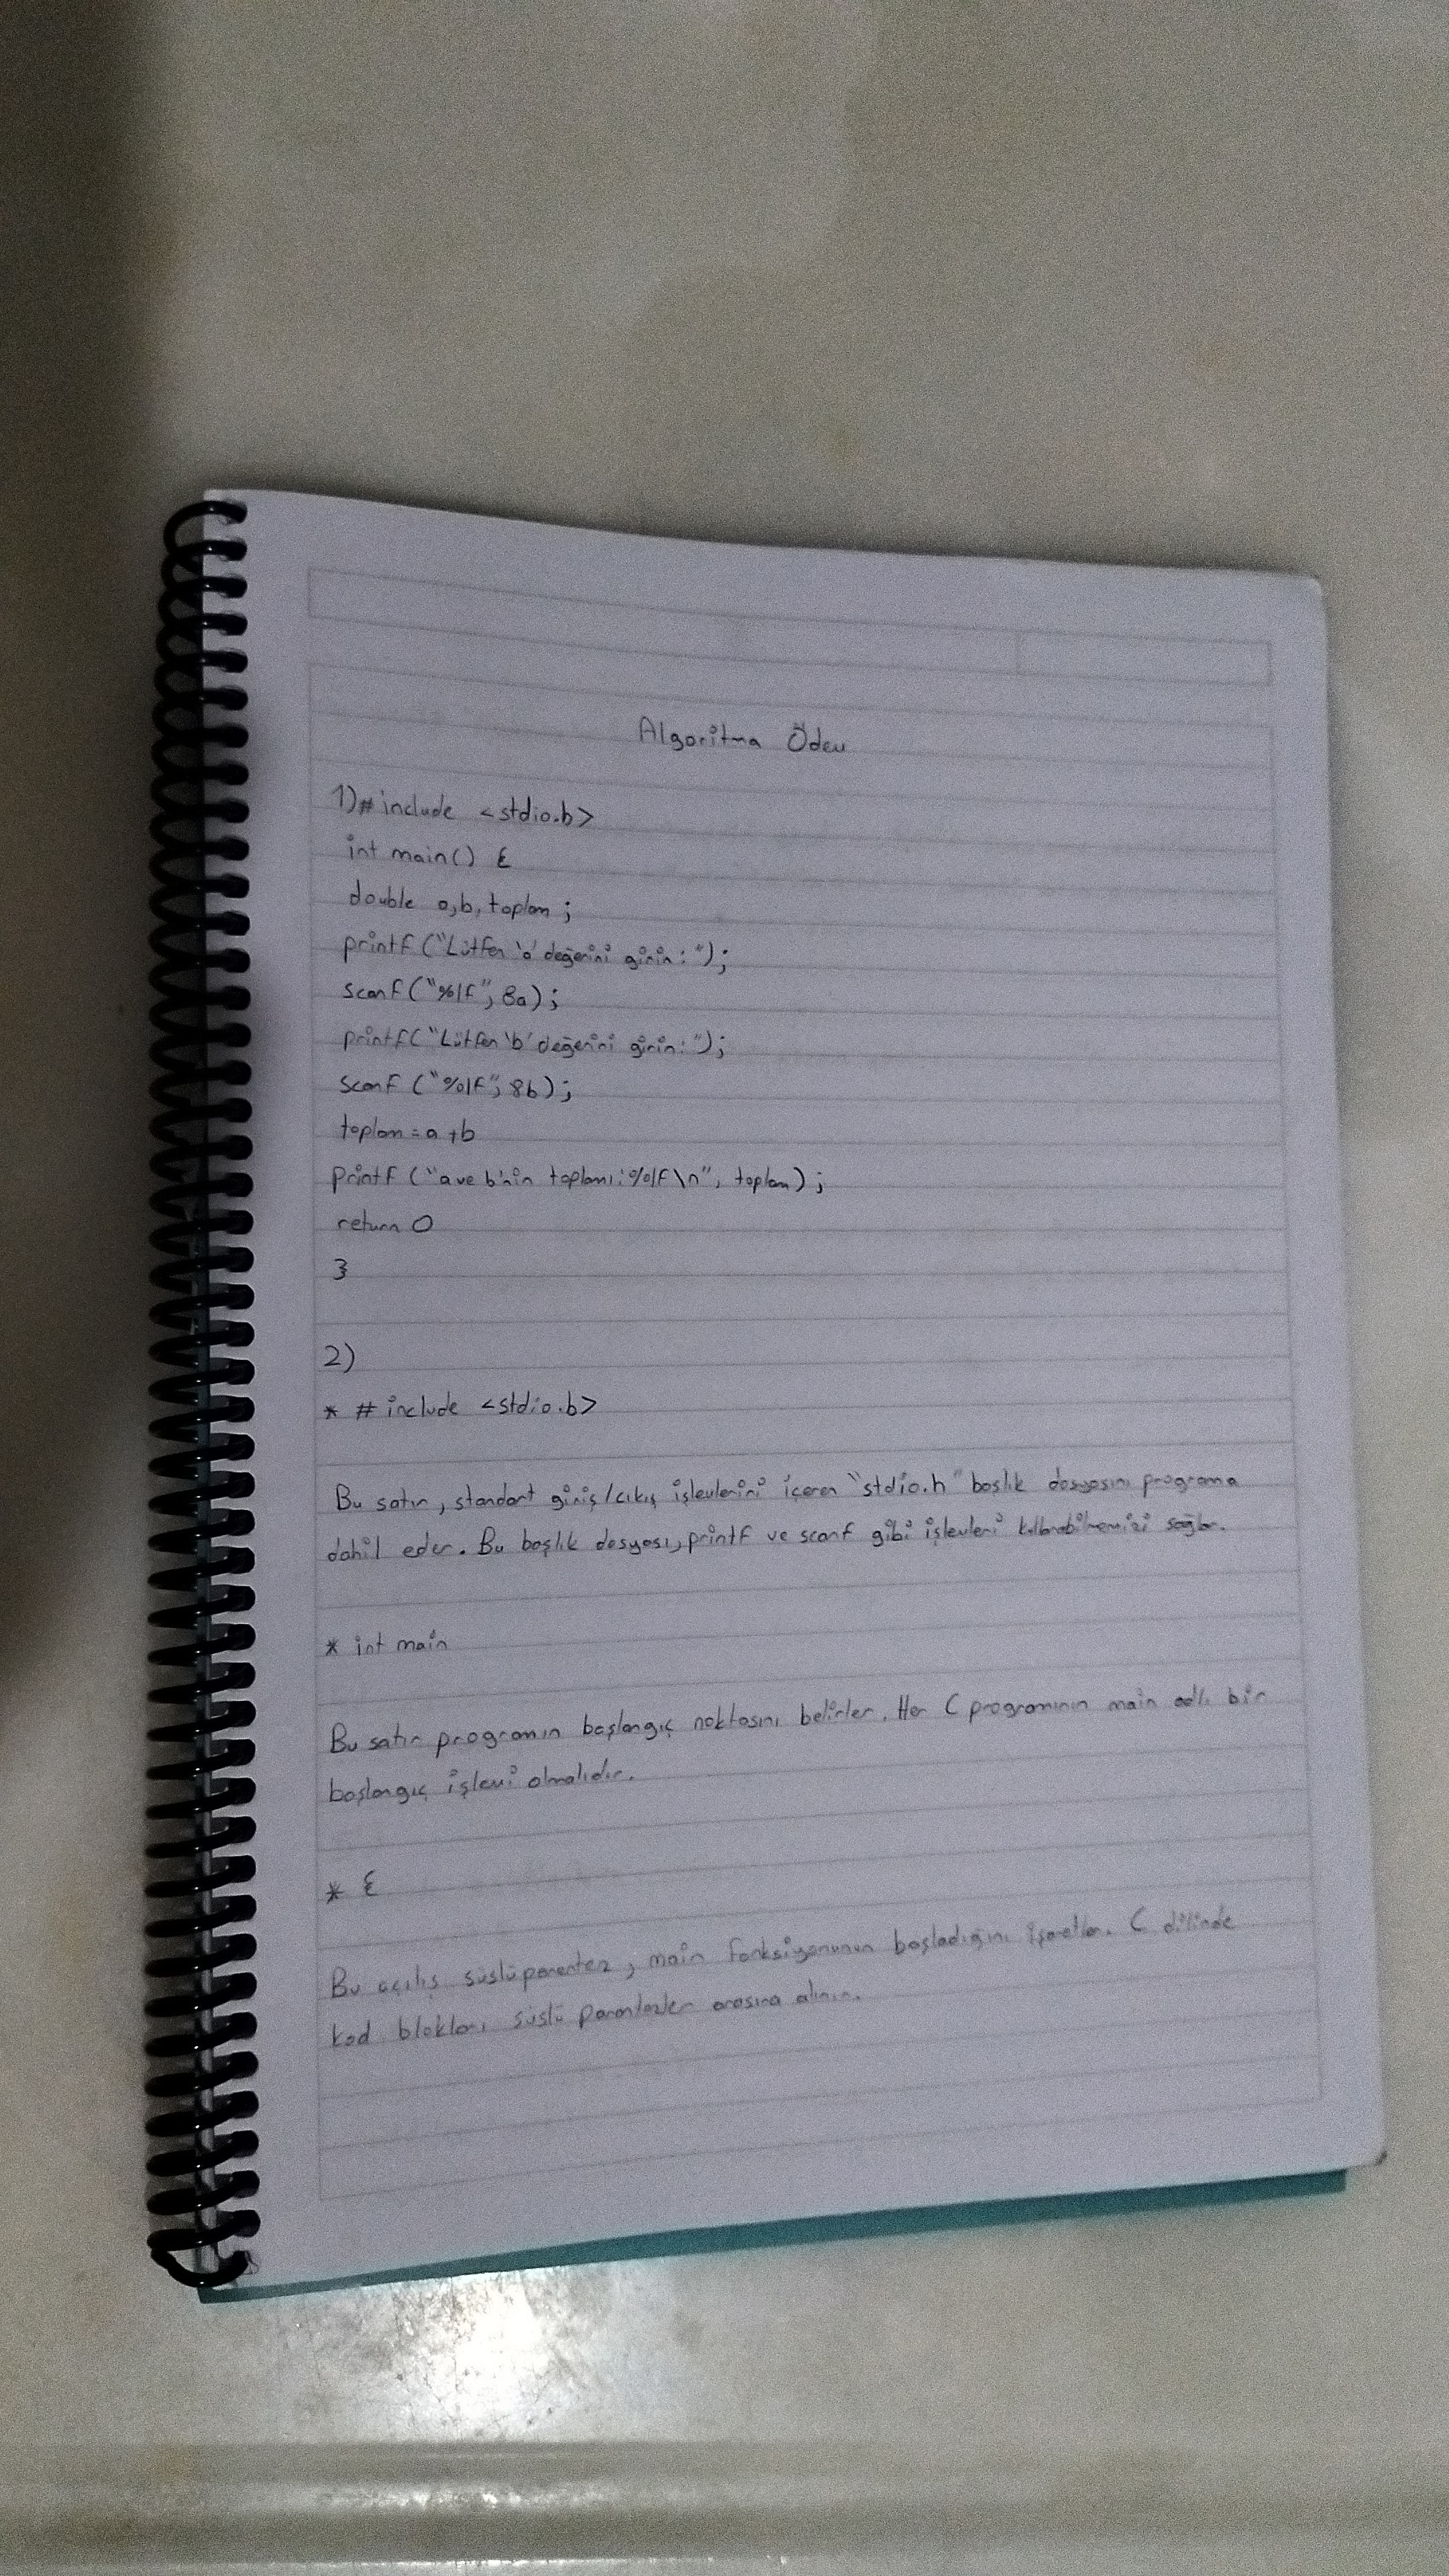 Algoritma Ödev
1)#include <stdio.b>
int main() {
double a,b,toplam;
printf ("Lütfen 'a' değerini girin: ");
scanf ("%lf", &a);
printf("Lütfen 'b' değerini girin: ");
scanf ("%lf", &b);
toplam = a+b
printf ("a ve b'nin toplamı: %lf\n", toplam);
return 0
}
2)
* #include <stdio.b>
Bu satır, standart giriş/cıkış işlevlerini içeren "stdio.h" baslık dosyasını programa
dahil eder. Bu başlık dosyası, printf ve scanf gibi işlevleri kullanabilmemizi sağlar.
* int main
Bu satır programın başlangıç noktasını belirler. Her C programının main adlı bir
başlangıç işlevi olmalıdır.
* {
Bu açılış süslü parantez, main fonksiyonunun başladığını işaretler. C dilinde
kod blokları süslü parantezler arasına alınır.